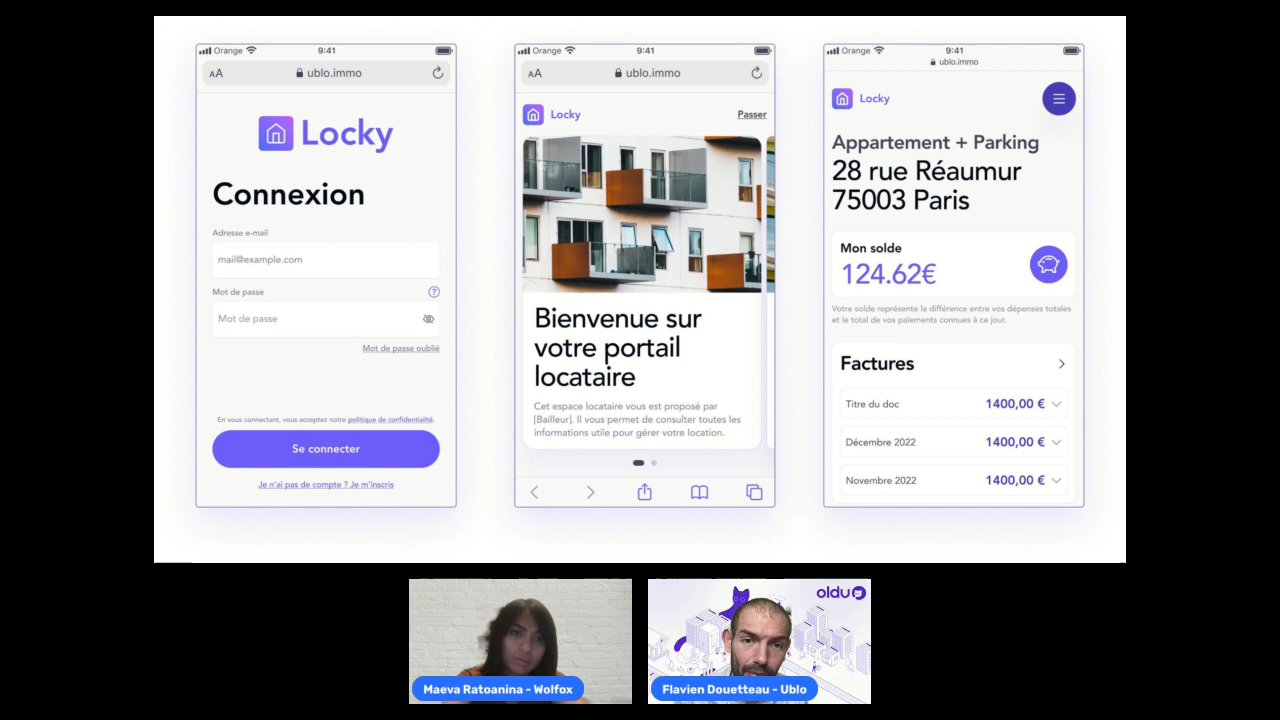 Orange
9:41
AA
ublo.immo
Locky
Connexion
Adresse e-mail
mail@example.com
Mot de passe
?
Mot de passe
Mot de passe oublié
En vous connectant, vous acceptez notre politique de confidentialité.
Se connecter
Je n'ai pas de compte ? Je m'inscris
Orange
9:41
AA
ublo.immo
Locky
Passer
Bienvenue sur
votre portail
locataire
Cet espace locataire vous est proposé par
[Bailleur]. Il vous permet de consulter toutes les
informations utile pour gérer votre location.
Orange
9:41
ublo.immo
Locky
Appartement + Parking
28 rue Réaumur
75003 Paris
Mon solde
124.62€
Votre solde représente la différence entre vos dépenses totales
et le total de vos paiements connues à ce jour.
Factures
Titre du doc 1400,00 €
Décembre 2022 1400,00 €
Novembre 2022 1400,00 €
Maeva Ratoanina - Wolfox
oldu
Flavien Douetteau - Ublo